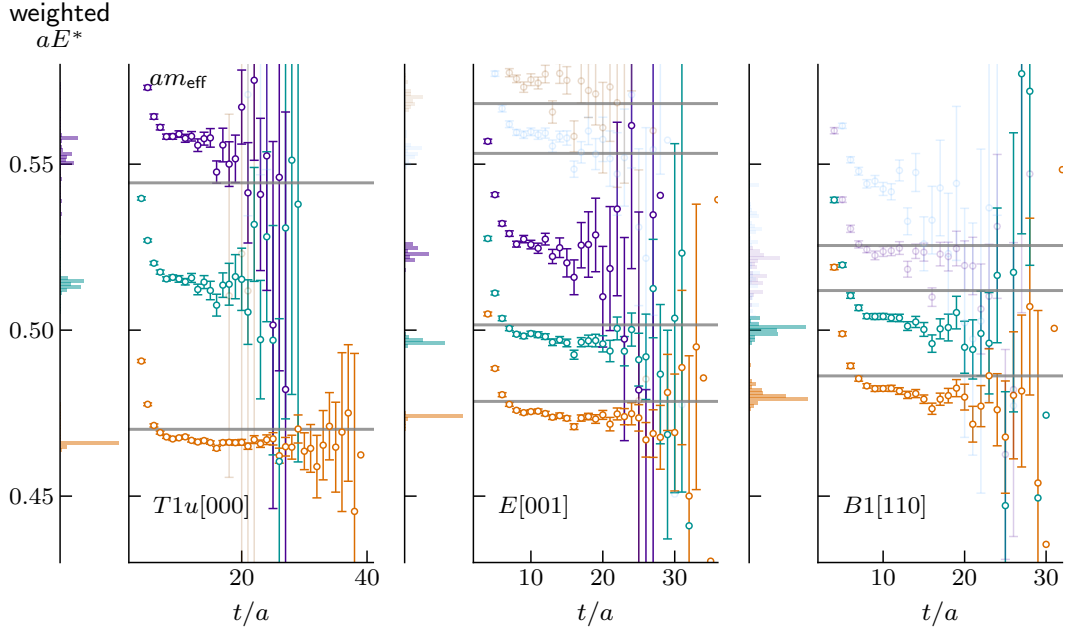 weighted
aE*
am_eff
0.55
0.50
0.45
T1u[000]
E[001]
B1[110]
20 40
10 20 30
10 20 30
t/a
t/a
t/a